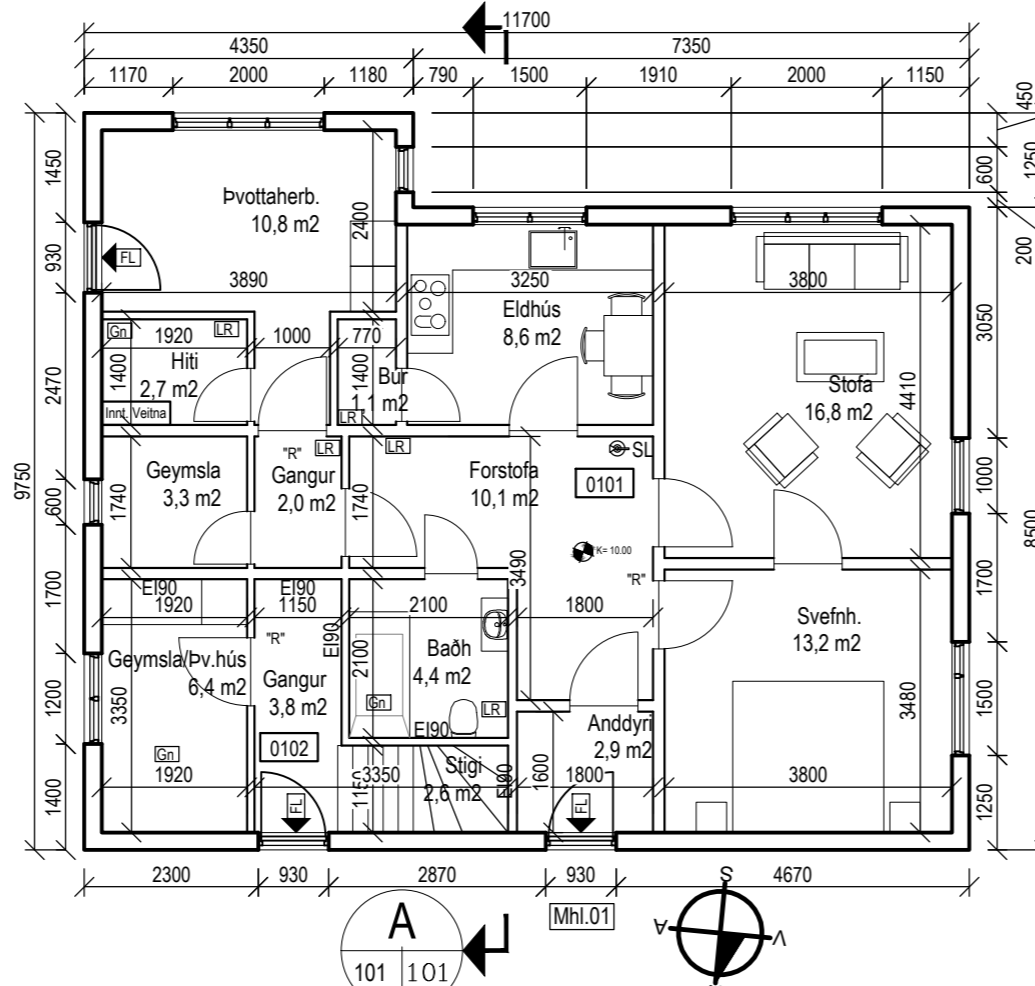 11700
4350 7350
1170 2000 1180 790 1500 1910 2000 1150
450
1250
600
200
3050
4410
1000
8500
1700
1500
3480
1250
9750
1450
930
2470
600
1700
1200
1400
Þvottaherb.
10,8 m2
2400
FL
3890 3250 3800
Eldhús
8,6 m2
Gn LR
1920 1000 770
Hiti
2,7 m2
1400
Innt. Veitna
1400
Búr
1,1 m2
LR
Stofa
16,8 m2
Geymsla
3,3 m2
1740
"R" LR
Gangur
2,0 m2
1740
LR
Forstofa
10,1 m2
SL
0101
K= 10.00
3490
"R"
EI90 EI90
1920 1150 2100 1800
"R"
EI90
Geymsla/Þv.hús
6,4 m2
3350
Gn
1920
Gangur
3,8 m2
0102
FL
2100
Baðh
4,4 m2
Gn LR
EI90
Stigi
2,6 m2
1150
3350
EI90
Anddyri
2,9 m2
1600
1800
FL
Svefnh.
13,2 m2
3800
2300 930 2870 930 4670
A
101 101
Mhl.01
S
A
V